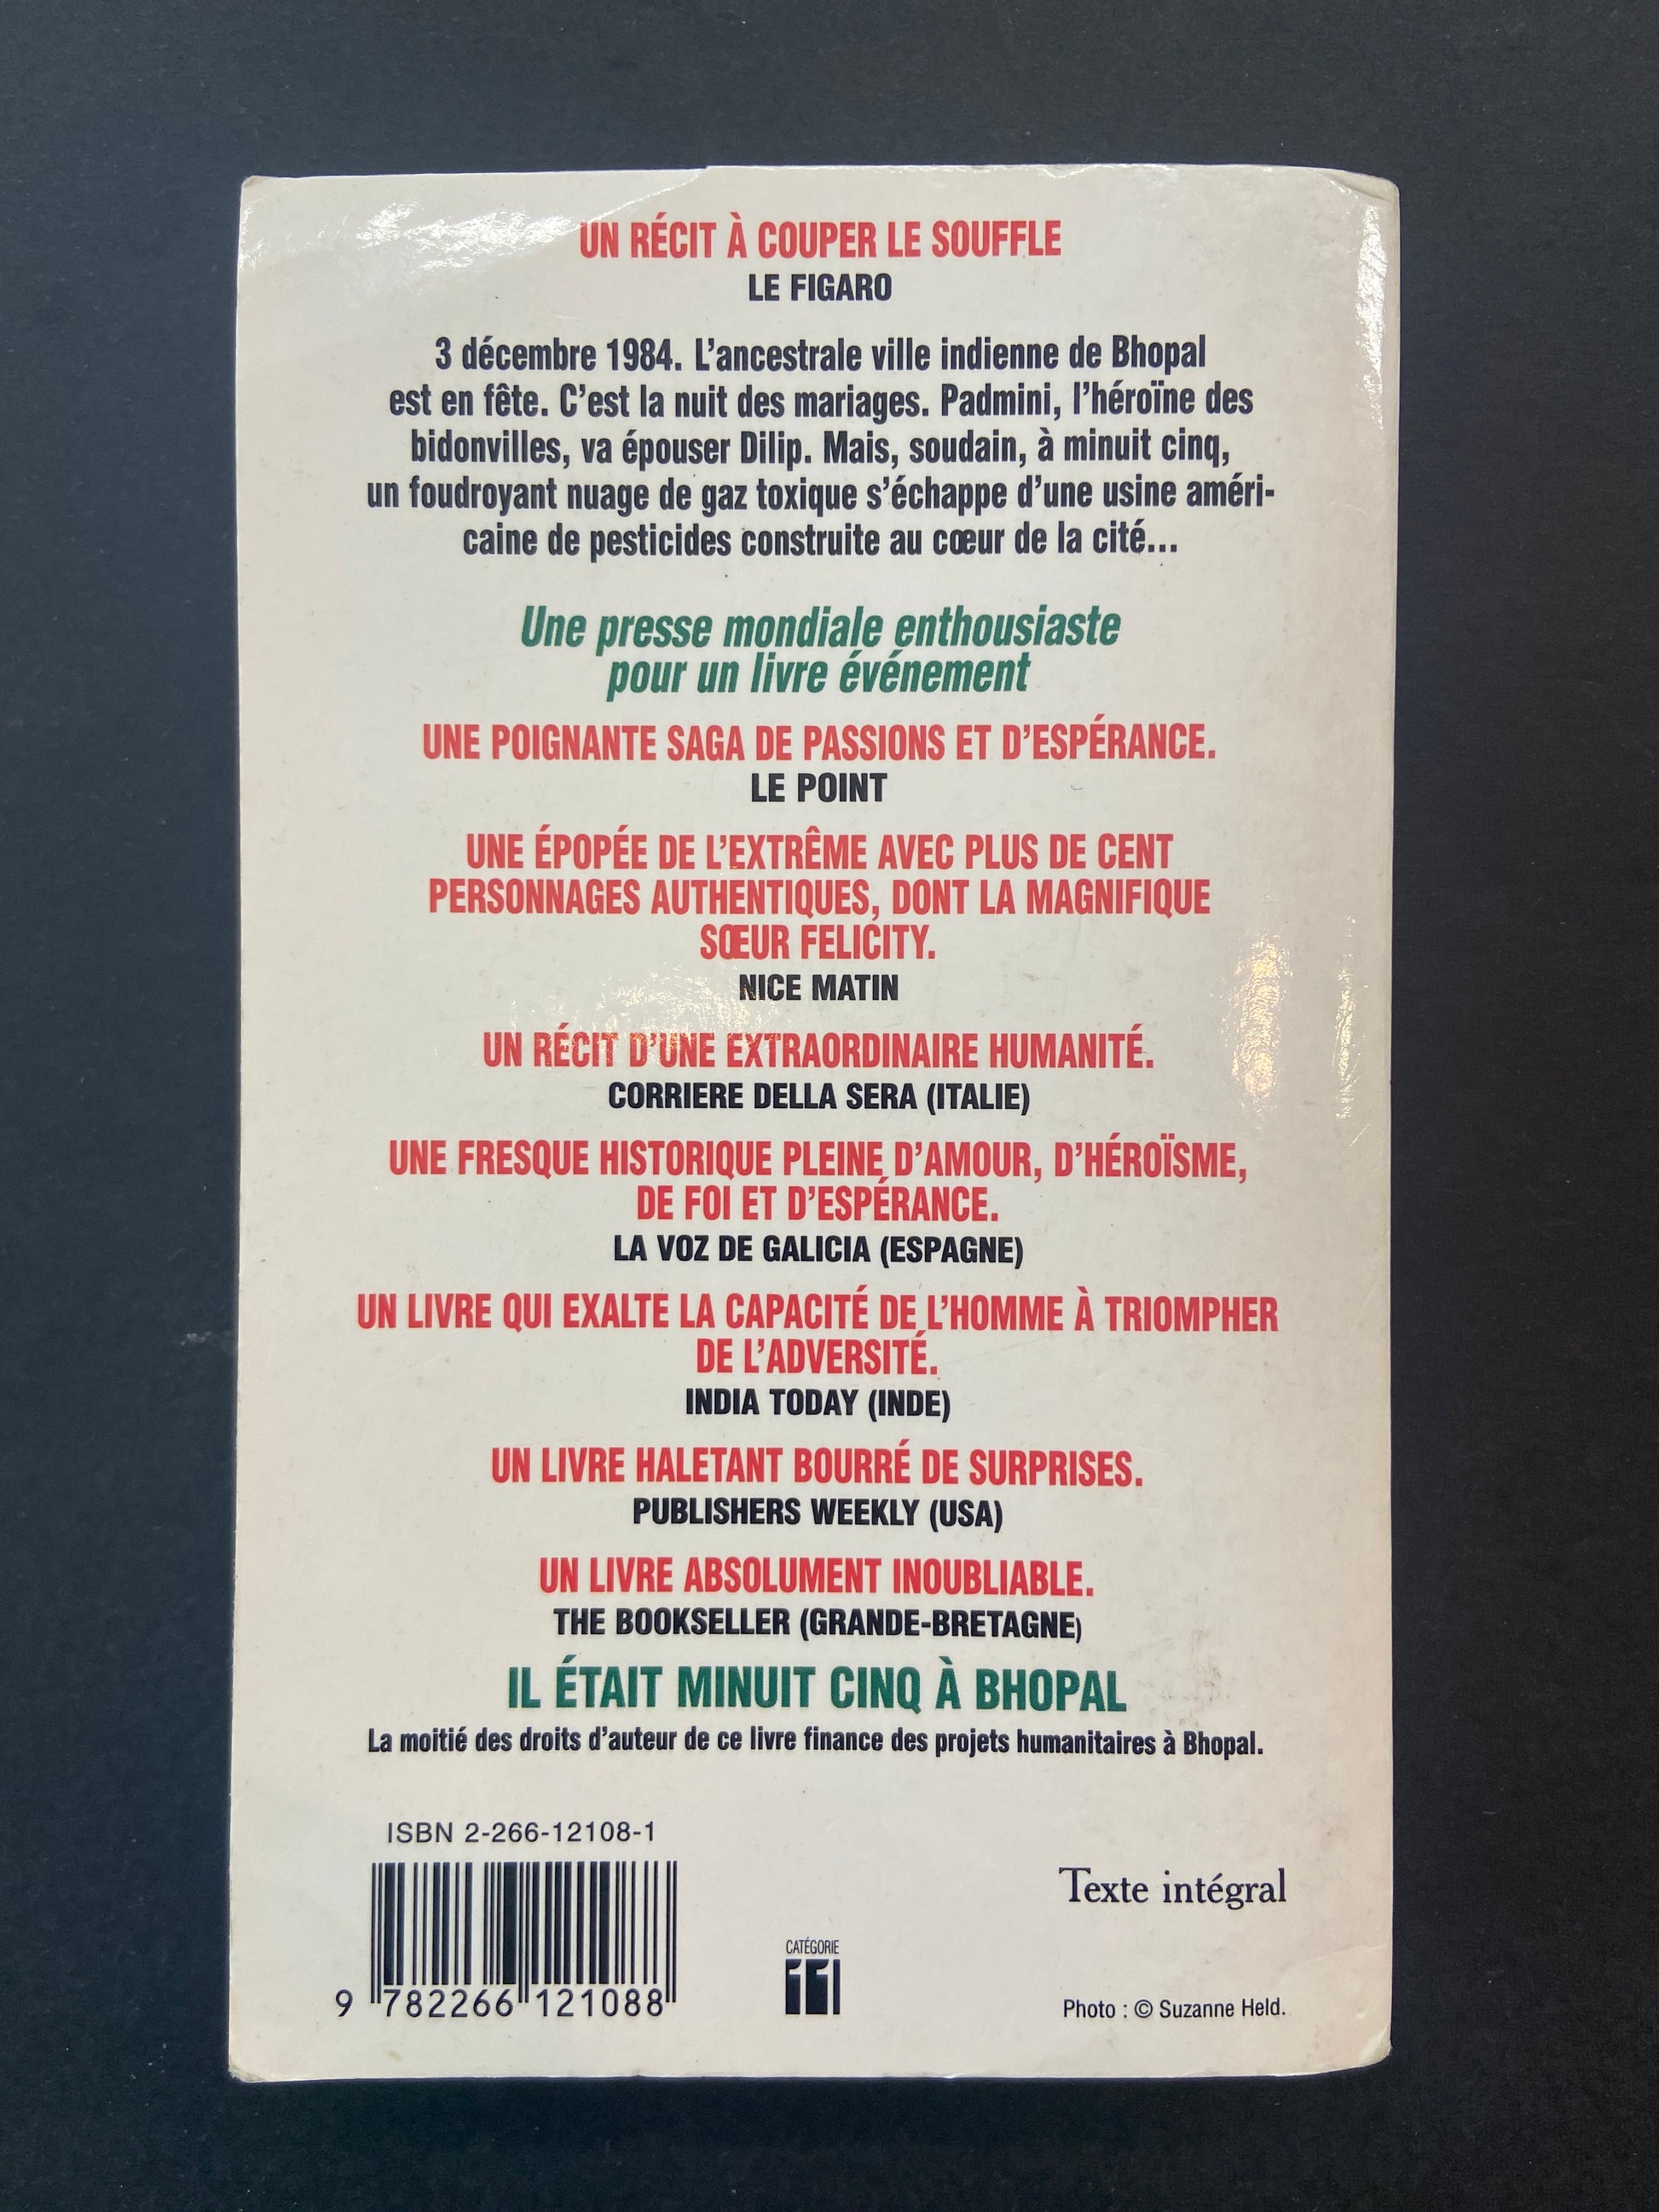 UN RÉCIT À COUPER LE SOUFFLE
LE FIGARO
3 décembre 1984. L'ancestrale ville indienne de Bhopal
est en fête. C'est la nuit des mariages. Padmini, l'héroïne des
bidonvilles, va épouser Dilip. Mais, soudain, à minuit cinq,
un foudroyant nuage de gaz toxique s'échappe d'une usine améri-
caine de pesticides construite au cœur de la cité...
Une presse mondiale enthousiaste
pour un livre événement
UNE POIGNANTE SAGA DE PASSIONS ET D'ESPÉRANCE.
LE POINT
UNE ÉPOPÉE DE L'EXTRÊME AVEC PLUS DE CENT
PERSONNAGES AUTHENTIQUES, DONT LA MAGNIFIQUE
SŒUR FELICITY.
NICE MATIN
UN RÉCIT D'UNE EXTRAORDINAIRE HUMANITÉ.
CORRIERE DELLA SERA (ITALIE)
UNE FRESQUE HISTORIQUE PLEINE D'AMOUR, D'HÉROÏSME,
DE FOI ET D'ESPÉRANCE.
LA VOZ DE GALICIA (ESPAGNE)
UN LIVRE QUI EXALTE LA CAPACITÉ DE L'HOMME À TRIOMPHER
DE L'ADVERSITÉ.
INDIA TODAY (INDE)
UN LIVRE HALETANT BOURRÉ DE SURPRISES.
PUBLISHERS WEEKLY (USA)
UN LIVRE ABSOLUMENT INOUBLIABLE.
THE BOOKSELLER (GRANDE-BRETAGNE)
IL ÉTAIT MINUIT CINQ À BHOPAL
La moitié des droits d'auteur de ce livre finance des projets humanitaires à Bhopal.
ISBN 2-266-12108-1
9 782266 121088
CATÉGORIE
11
Texte intégral
Photo : © Suzanne Held.